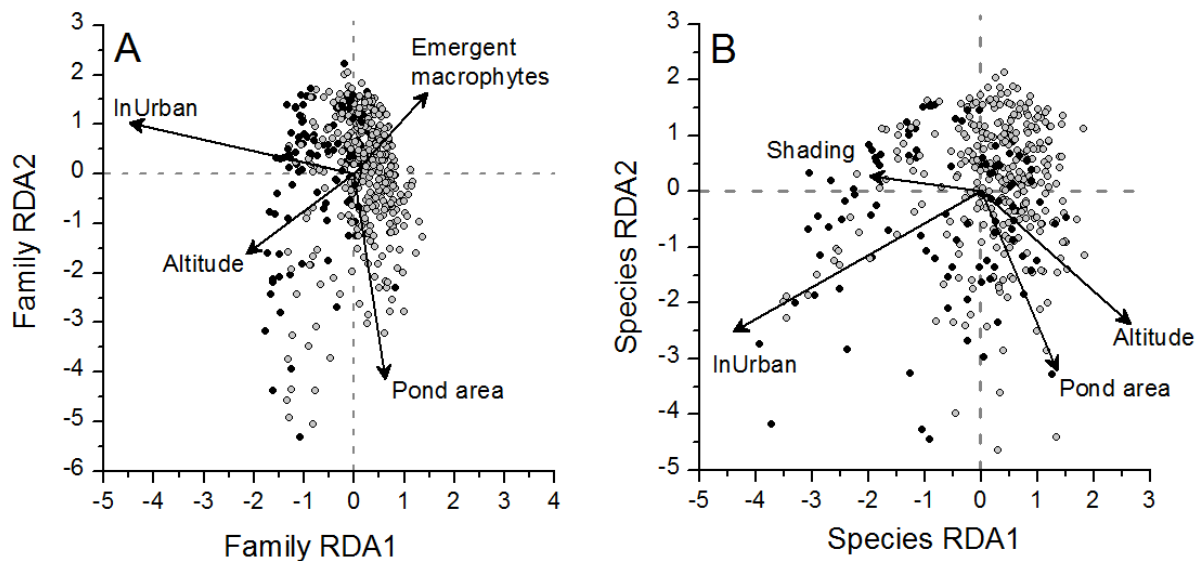 A
3
2
1
0
-1
-2
-3
-4
-5
-6
-5 -4 -3 -2 -1 0 1 2 3 4
Family RDA1
Family RDA2
InUrban
Emergent
macrophytes
Altitude
Pond area
B
3
2
1
0
-1
-2
-3
-4
-5
-5 -4 -3 -2 -1 0 1 2 3
Species RDA1
Species RDA2
Shading
InUrban
Altitude
Pond area